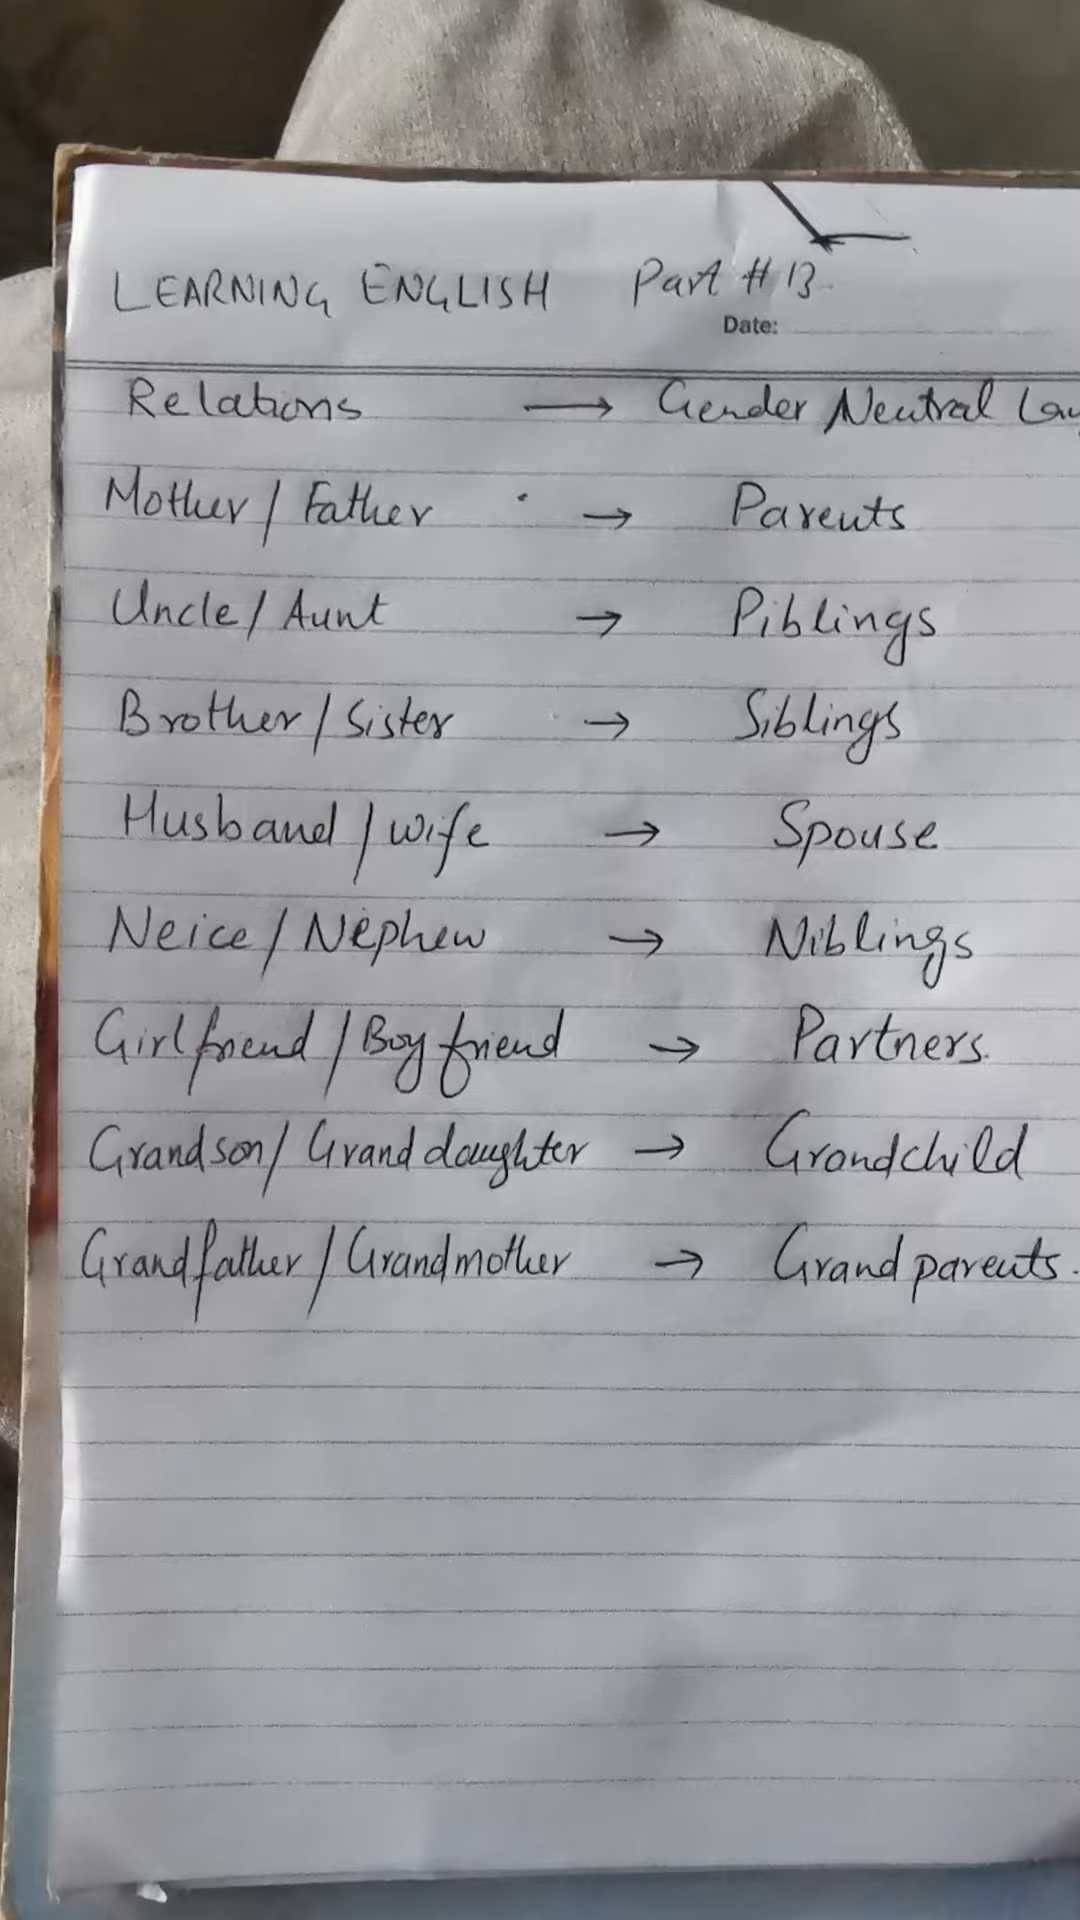 LEARNING ENGLISH Part # 13
Date:
Relations → Gender Neutral
Mother / Father → Parents
Uncle / Aunt → Piblings
Brother / Sister → Siblings
Husband / wife → Spouse
Neice / Nephew → Niblings
Girlfriend / Boyfriend → Partners.
Grandson / Granddaughter → Grandchild
Grandfather / Grandmother → Grandparents.